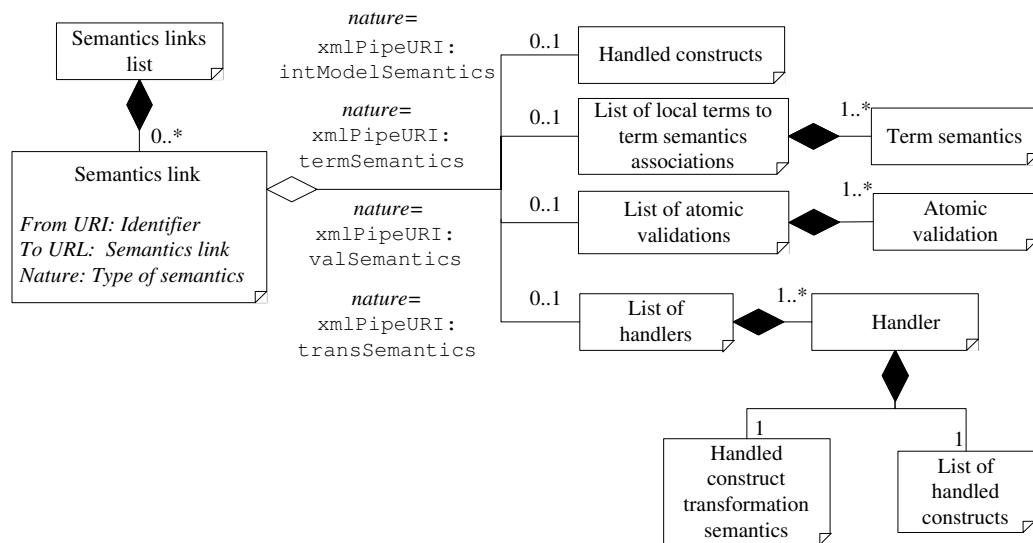 Semantics links
list
0..*
Semantics link
From URI: Identifier
To URL:  Semantics link
Nature: Type of semantics
nature=
xmlPipeURI:
intModelSemantics
nature=
xmlPipeURI:
termSemantics
nature=
xmlPipeURI:
valSemantics
nature=
xmlPipeURI:
transSemantics
0..1
Handled constructs
0..1
List of local terms to
term semantics
associations
1..*
Term semantics
0..1
List of atomic
validations
1..*
Atomic
validation
0..1
List of
handlers
1..*
Handler
1
Handled
construct
transformation
semantics
1
List of
handled
constructs